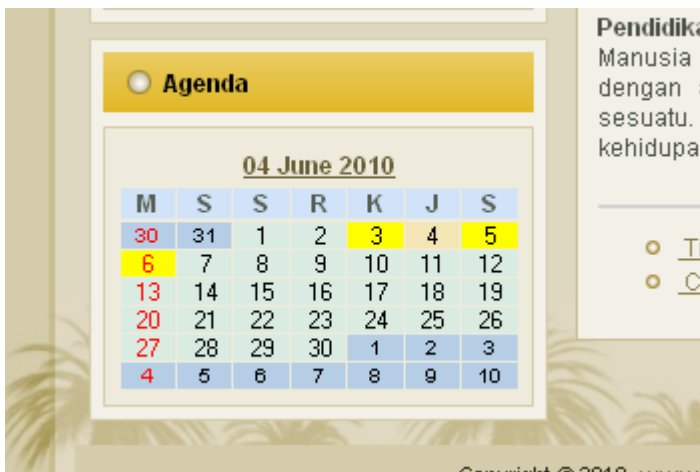 Agenda
04 June 2010
M S S R K J S
30 31 1 2 3 4 5
6 7 8 9 10 11 12
13 14 15 16 17 18 19
20 21 22 23 24 25 26
27 28 29 30 1 2 3
4 5 6 7 8 9 10
Manusia
dengan
sesuatu.
Copyright © 2010